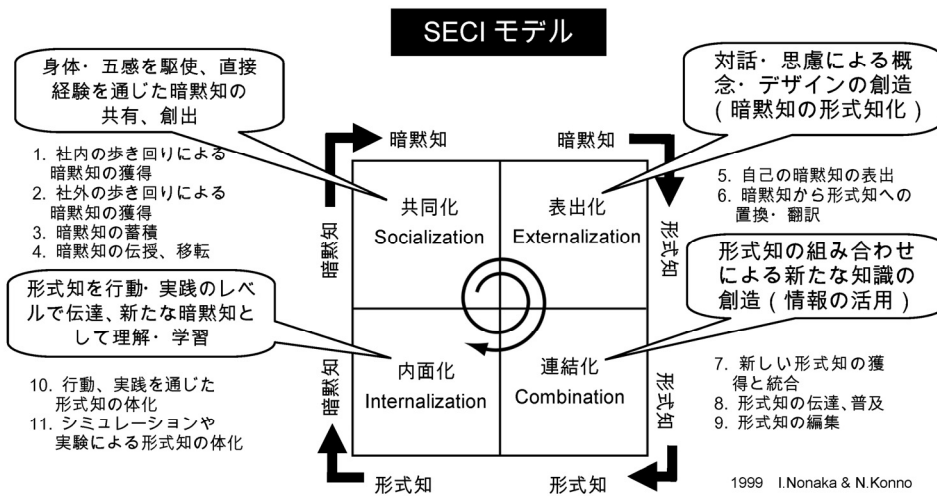 SECI モデル
身体・五感を駆使、直接
経験を通じた暗黙知の
共有、創出
対話・思慮による概
念・デザインの創造
(暗黙知の形式知化)
1. 社内の歩き回りによる
暗黙知の獲得
2. 社外の歩き回りによる
暗黙知の獲得
3. 暗黙知の蓄積
4. 暗黙知の伝授、移転
暗黙知
暗黙知
暗黙知
形式知
共同化
Socialization
表出化
Externalization
5. 自己の暗黙知の表出
6. 暗黙知から形式知への
置換・翻訳
形式知を行動・実践のレベ
ルで伝達、新たな暗黙知
として理解・学習
形式知の組み合わせ
による新たな知識の
創造(情報の活用)
10. 行動、実践を通じた
形式知の体化
11. シミュレーションや
実験による形式知の体化
暗黙知
形式知
内面化
Internalization
連結化
Combination
形式知
形式知
7. 新しい形式知の獲
得と統合
8. 形式知の伝達、普及
9. 形式知の編集
1999 I.Nonaka & N.Konno